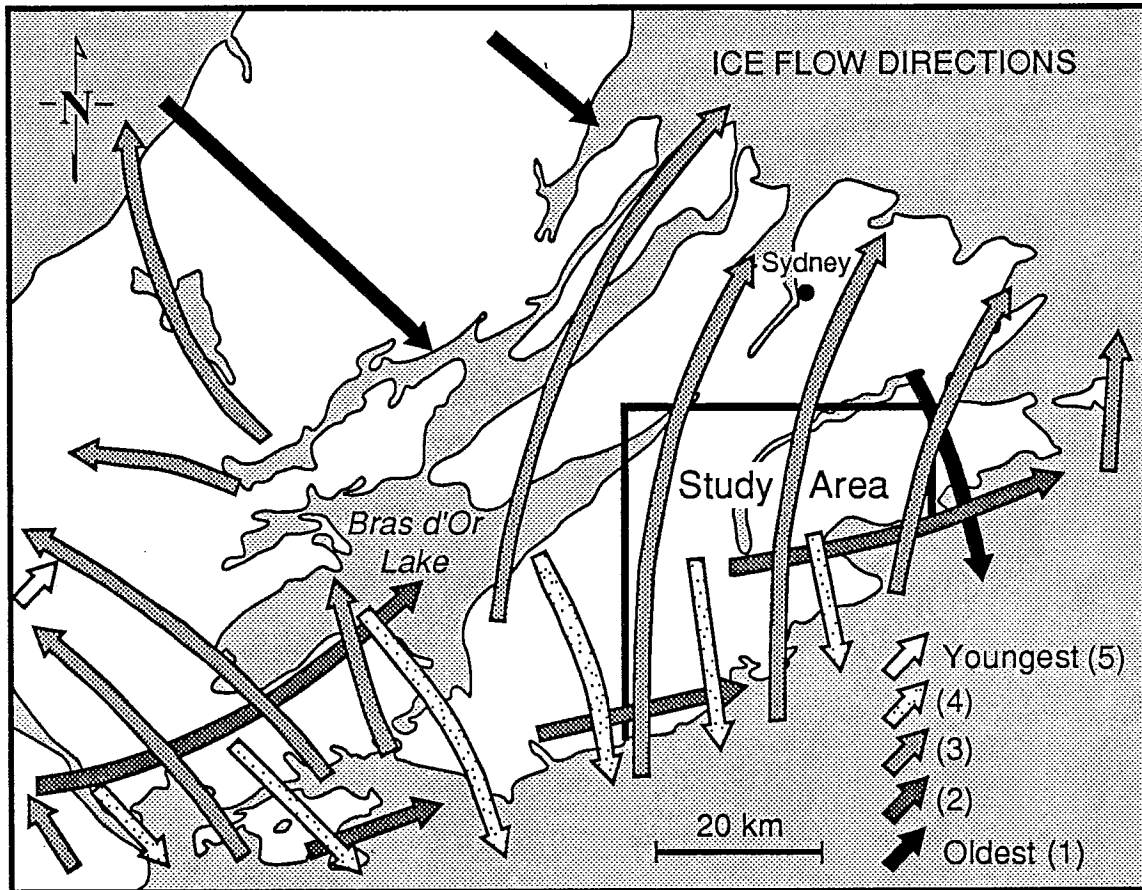 ICE FLOW DIRECTIONS
N
Sydney
Study Area
Bras d'Or
Lake
Youngest (5)
(4)
(3)
(2)
Oldest (1)
20 km